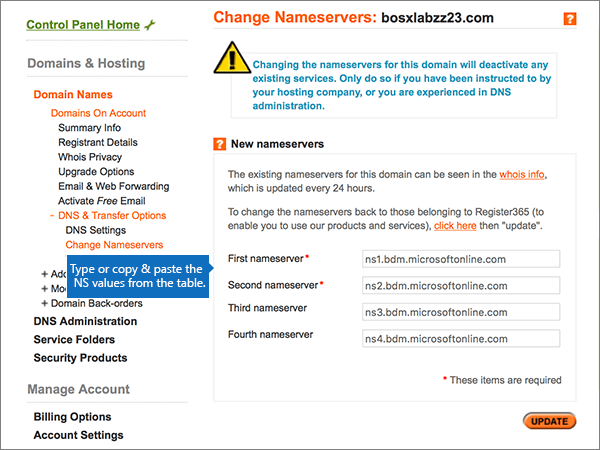 Control Panel Home
Domains & Hosting
Domain Names
Domains On Account
Summary Info
Registrant Details
Whois Privacy
Upgrade Options
Email & Web Forwarding
Activate Free Email
- DNS & Transfer Options
DNS Settings
Change Nameservers
Type or copy & paste the
NS values from the table.
+ Add
+ Mo
+ Domain Back-orders
DNS Administration
Service Folders
Security Products
Manage Account
Billing Options
Account Settings
Change Nameservers: bosxlabzz23.com
?
!
Changing the nameservers for this domain will deactivate any
existing services. Only do so if you have been instructed to by
your hosting company, or you are experienced in DNS
administration.
? New nameservers
The existing nameservers for this domain can be seen in the whois.info,
which is updated every 24 hours.
To change the nameservers back to those belonging to Register365 (to
enable you to use our products and services), click here then "update".
First nameserver * ns1.bdm.microsoftonline.com
Second nameserver * ns2.bdm.microsoftonline.com
Third nameserver ns3.bdm.microsoftonline.com
Fourth nameserver ns4.bdm.microsoftonline.com
* These items are required
UPDATE